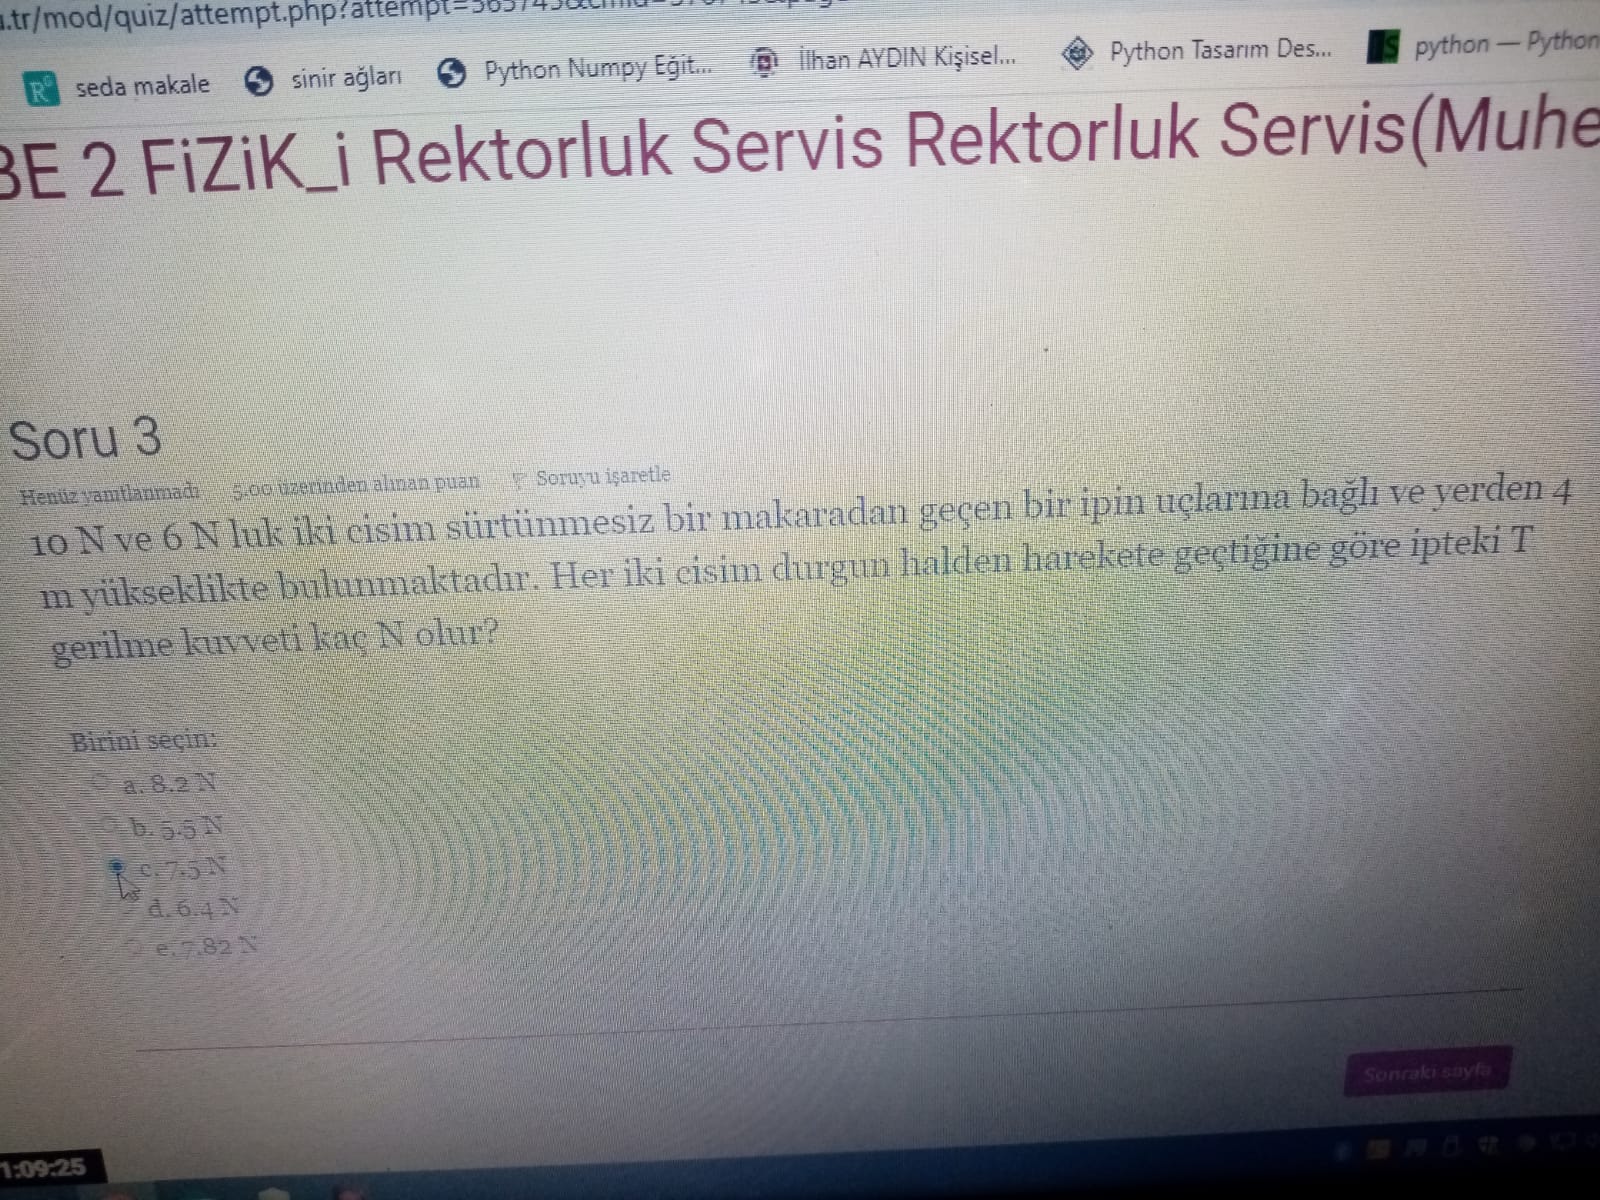 .tr/mod/quiz/attempt.php?attempt=
seda makale sinir ağları Python Numpy Eğit... İlhan AYDIN Kişisel... Python Tasarım Des... python — Python
BE 2 FiZiK_i Rektorluk Servis Rektorluk Servis(Muhe
Soru 3
Henüz yanıtlanmadı 5.00 üzerinden alınan puan Soruyu işaretle
10 N ve 6 N luk iki cisim sürtünmesiz bir makaradan geçen bir ipin uçlarına bağlı ve yerden 4
m yükseklikte bulunmaktadır. Her iki cisim durgun halden harekete geçtiğine göre ipteki T
gerilme kuvveti kaç N olur?
Birini seçin:
a. 8.2 N
b. 5.5 N
c. 7.5 N
d. 6.4 N
e. 7.82 N
Sonraki sayfa
1:09:25